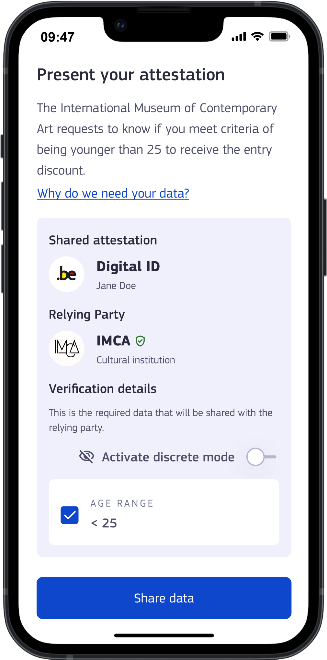 09:47
Present your attestation
The International Museum of Contemporary
Art requests to know if you meet criteria of
being younger than 25 to receive the entry
discount.
Why do we need your data?
Shared attestation
.be
Digital ID
Jane Doe
Relying Party
IMCA
IMCA
Cultural institution
Verification details
This is the required data that will be shared with the
relying party.
Activate discrete mode
AGE RANGE
< 25
Share data